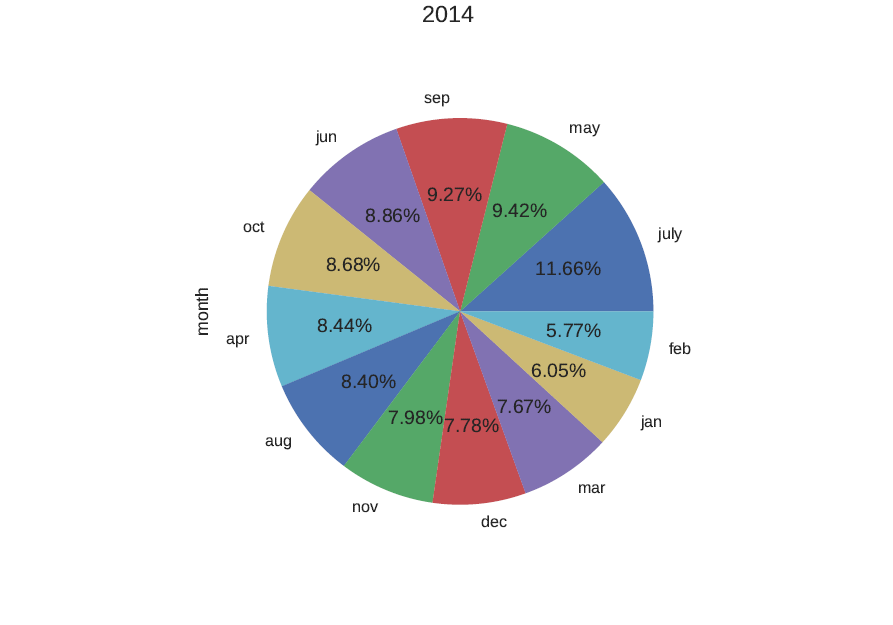 2014
sep
may
jun
9.27%
9.42%
8.86%
oct
july
8.68%
11.66%
month
8.44%
5.77%
apr
feb
8.40%
6.05%
7.67%
7.98%
7.78%
jan
aug
mar
nov
dec